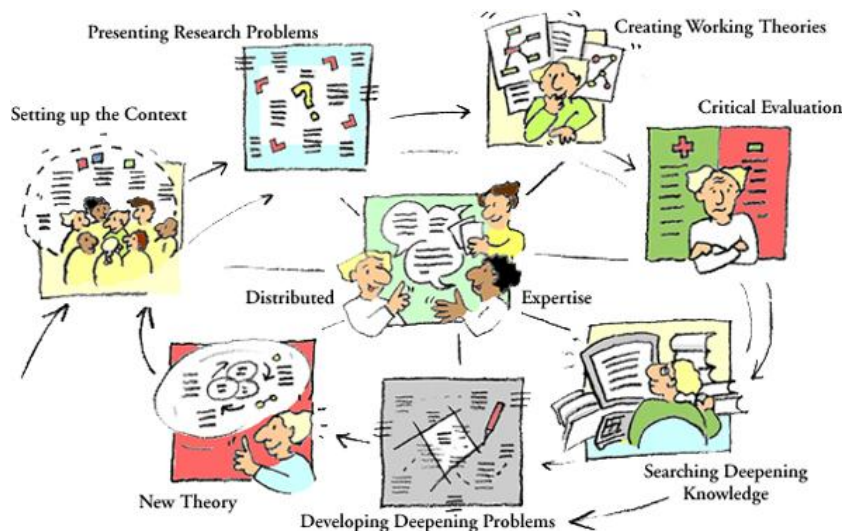 Presenting Research Problems
Creating Working Theories
Setting up the Context
Critical Evaluation
Distributed
Expertise
New Theory
Searching Deepening
Knowledge
Developing Deepening Problems